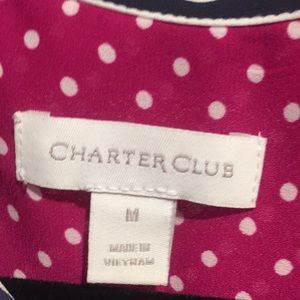 CHARTER CLUB
M
MADE IN
VIETNAM